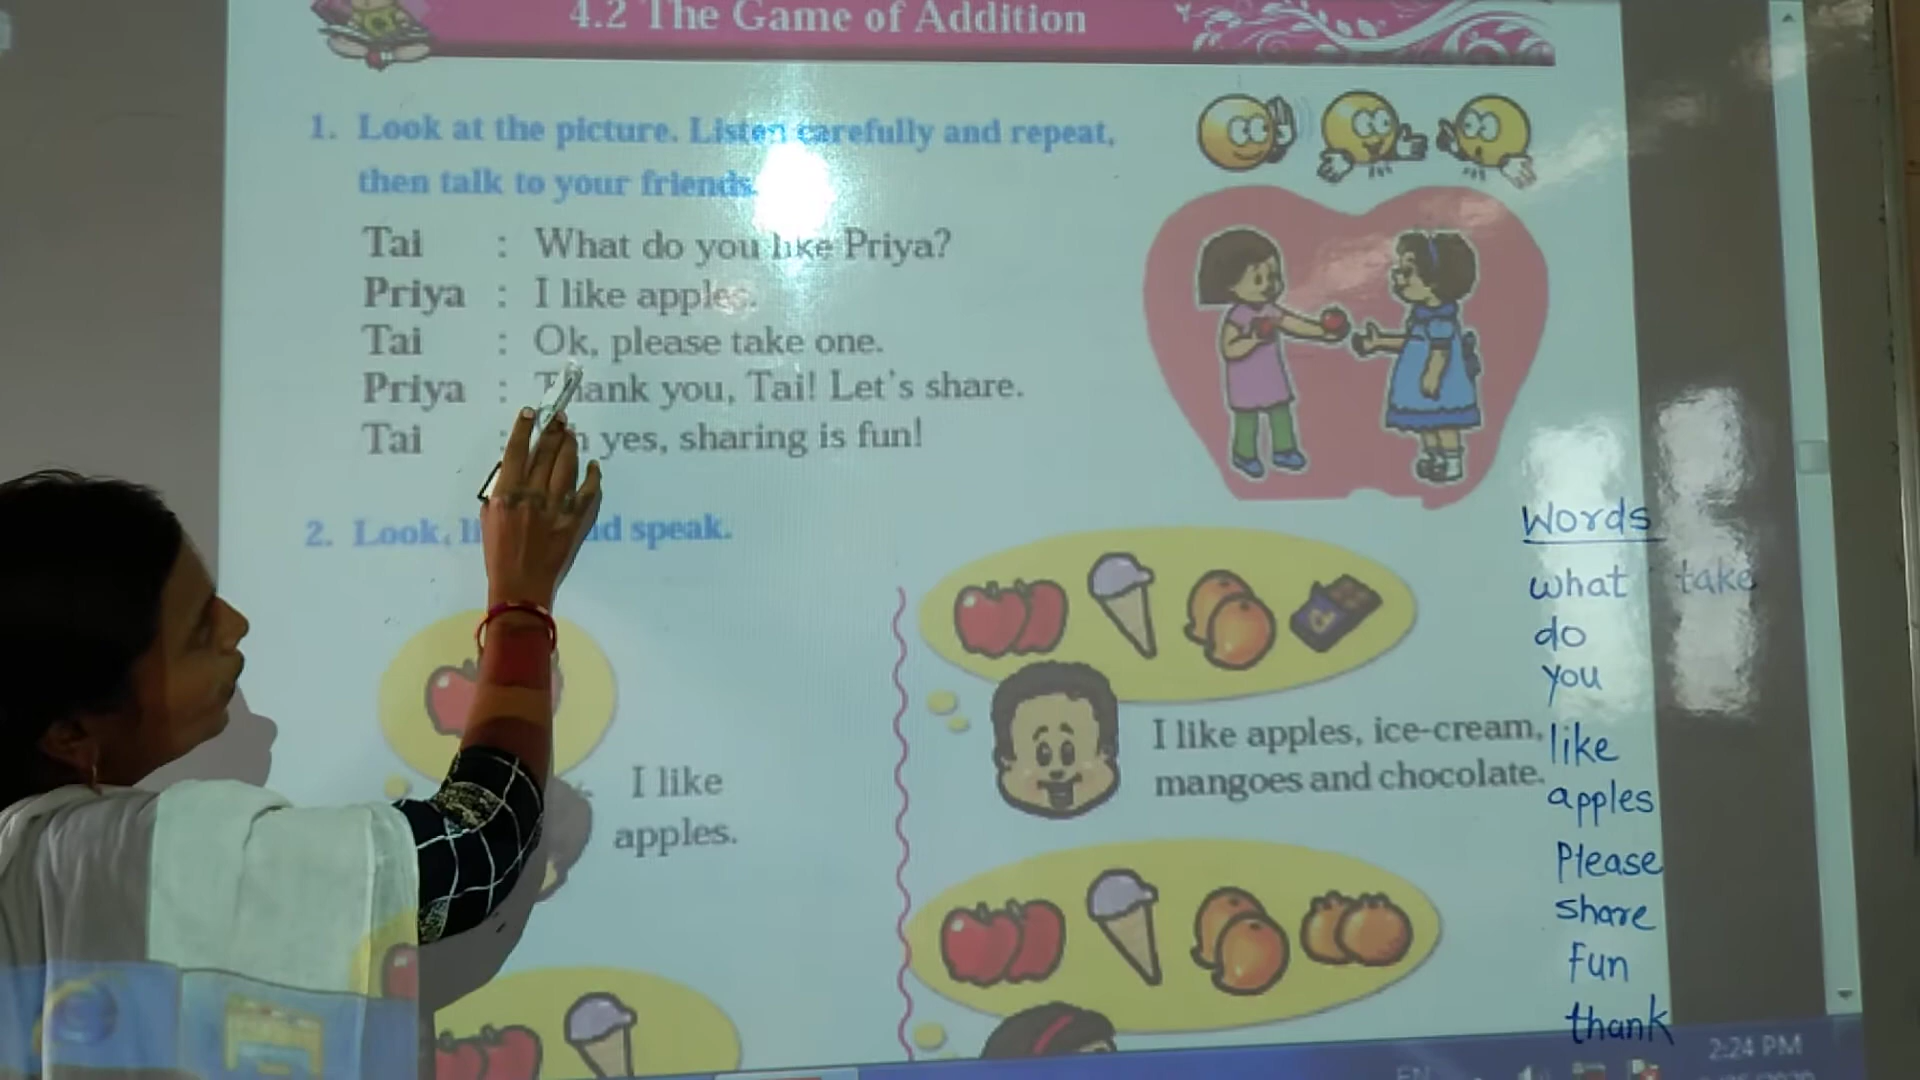 4.2 The Game of Addition
1. Look at the picture. Listen carefully and repeat,
then talk to your friends.
Tai : What do you like Priya?
Priya : I like apples.
Tai : Ok, please take one.
Priya : Thank you, Tai! Let's share.
Tai : yes, sharing is fun!
2. Look, and speak.
I like apples, ice-cream,
mangoes and chocolate.
I like
apples.
Words
what take
do
you
like
apples
Please
share
Fun
thank
2:24 PM
EN